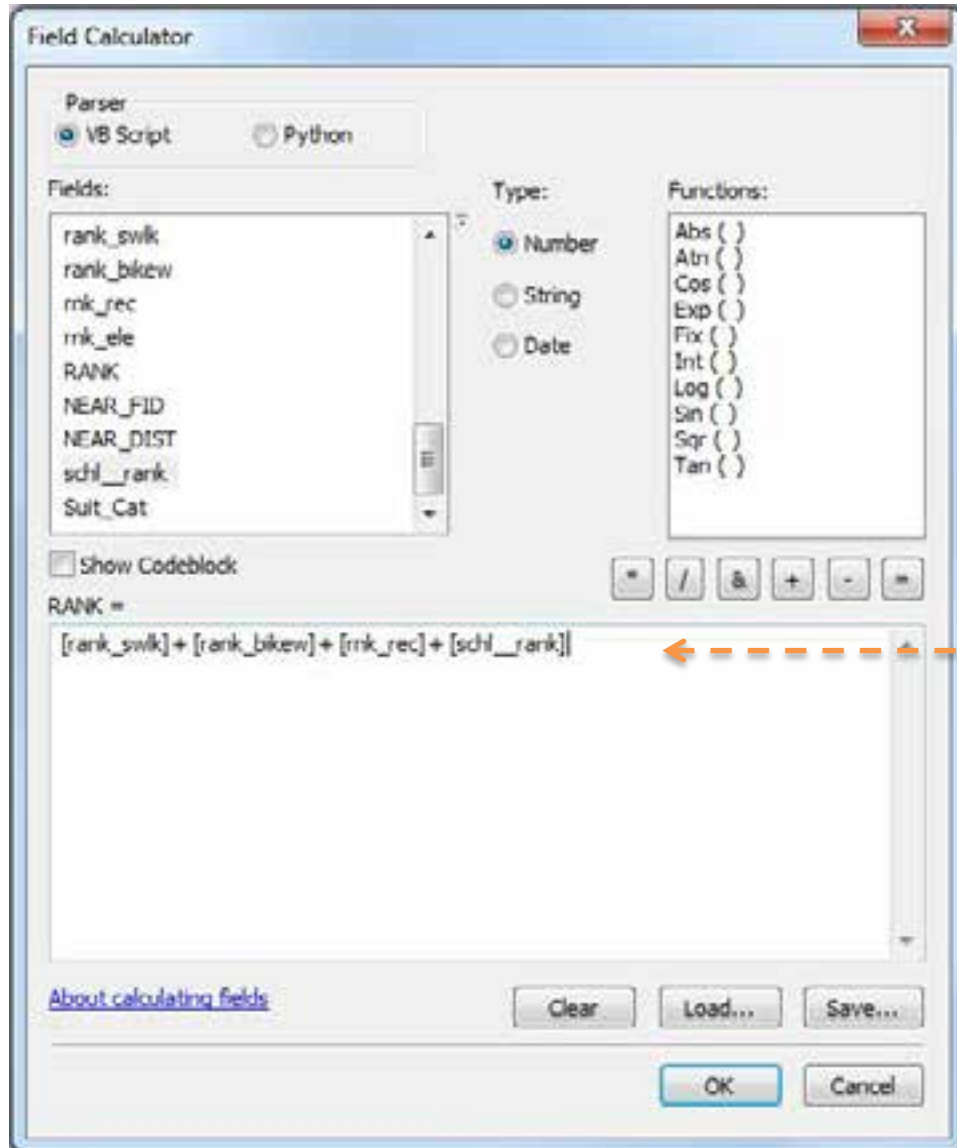 Field Calculator
Parser
VB Script
Python
Fields:
Type:
Functions:
rank_swlk
rank_bikew
rnk_rec
rnk_ele
RANK
NEAR_FID
NEAR_DIST
schl__rank
Suit_Cat
Number
String
Date
Abs ( )
Atn ( )
Cos ( )
Exp ( )
Fix ( )
Int ( )
Log ( )
Sin ( )
Sqr ( )
Tan ( )
Show Codeblock
* / & + - =
RANK =
[rank_swlk]+ [rank_bikew]+ [rnk_rec]+ [schl__rank]
About calculating fields
Clear
Load...
Save...
OK
Cancel